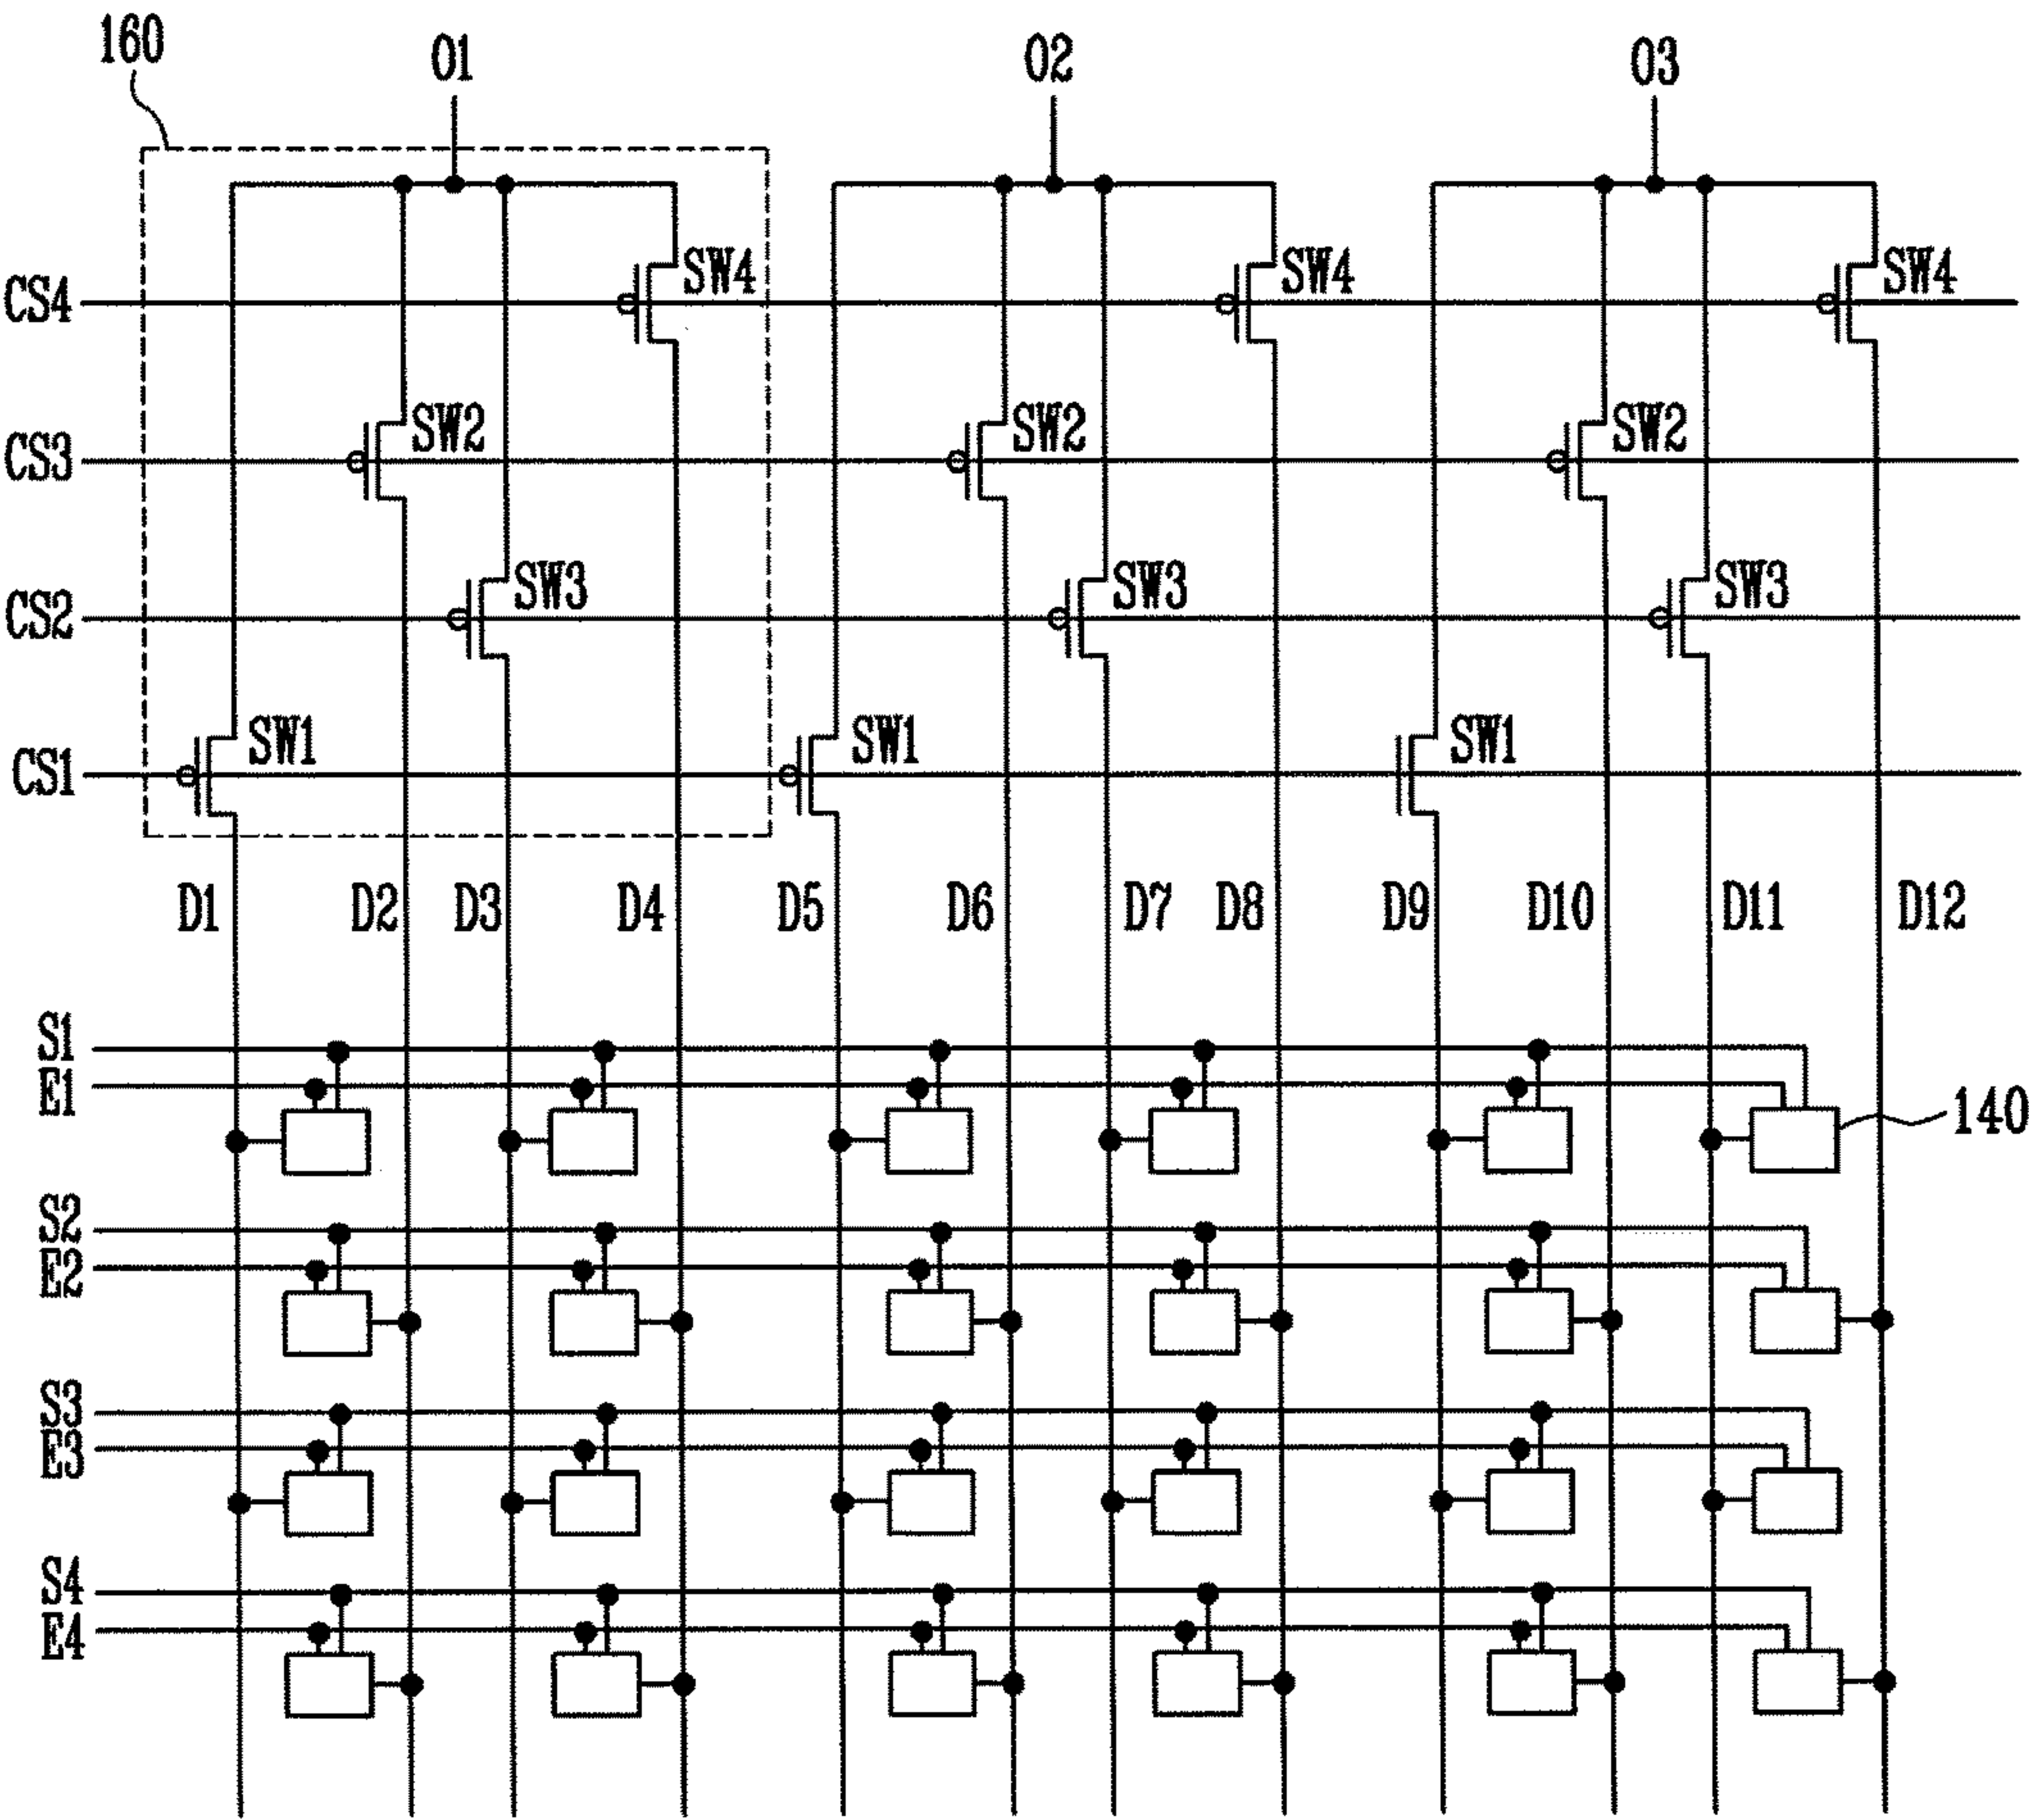 160 O1 O2 O3
CS4 SW4 SW4 SW4
CS3 SW2 SW2 SW2
CS2 SW3 SW3 SW3
CS1 SW1 SW1 SW1
D1 D2 D3 D4 D5 D6 D7 D8 D9 D10 D11 D12
S1
E1
140
S2
E2
S3
E3
S4
E4